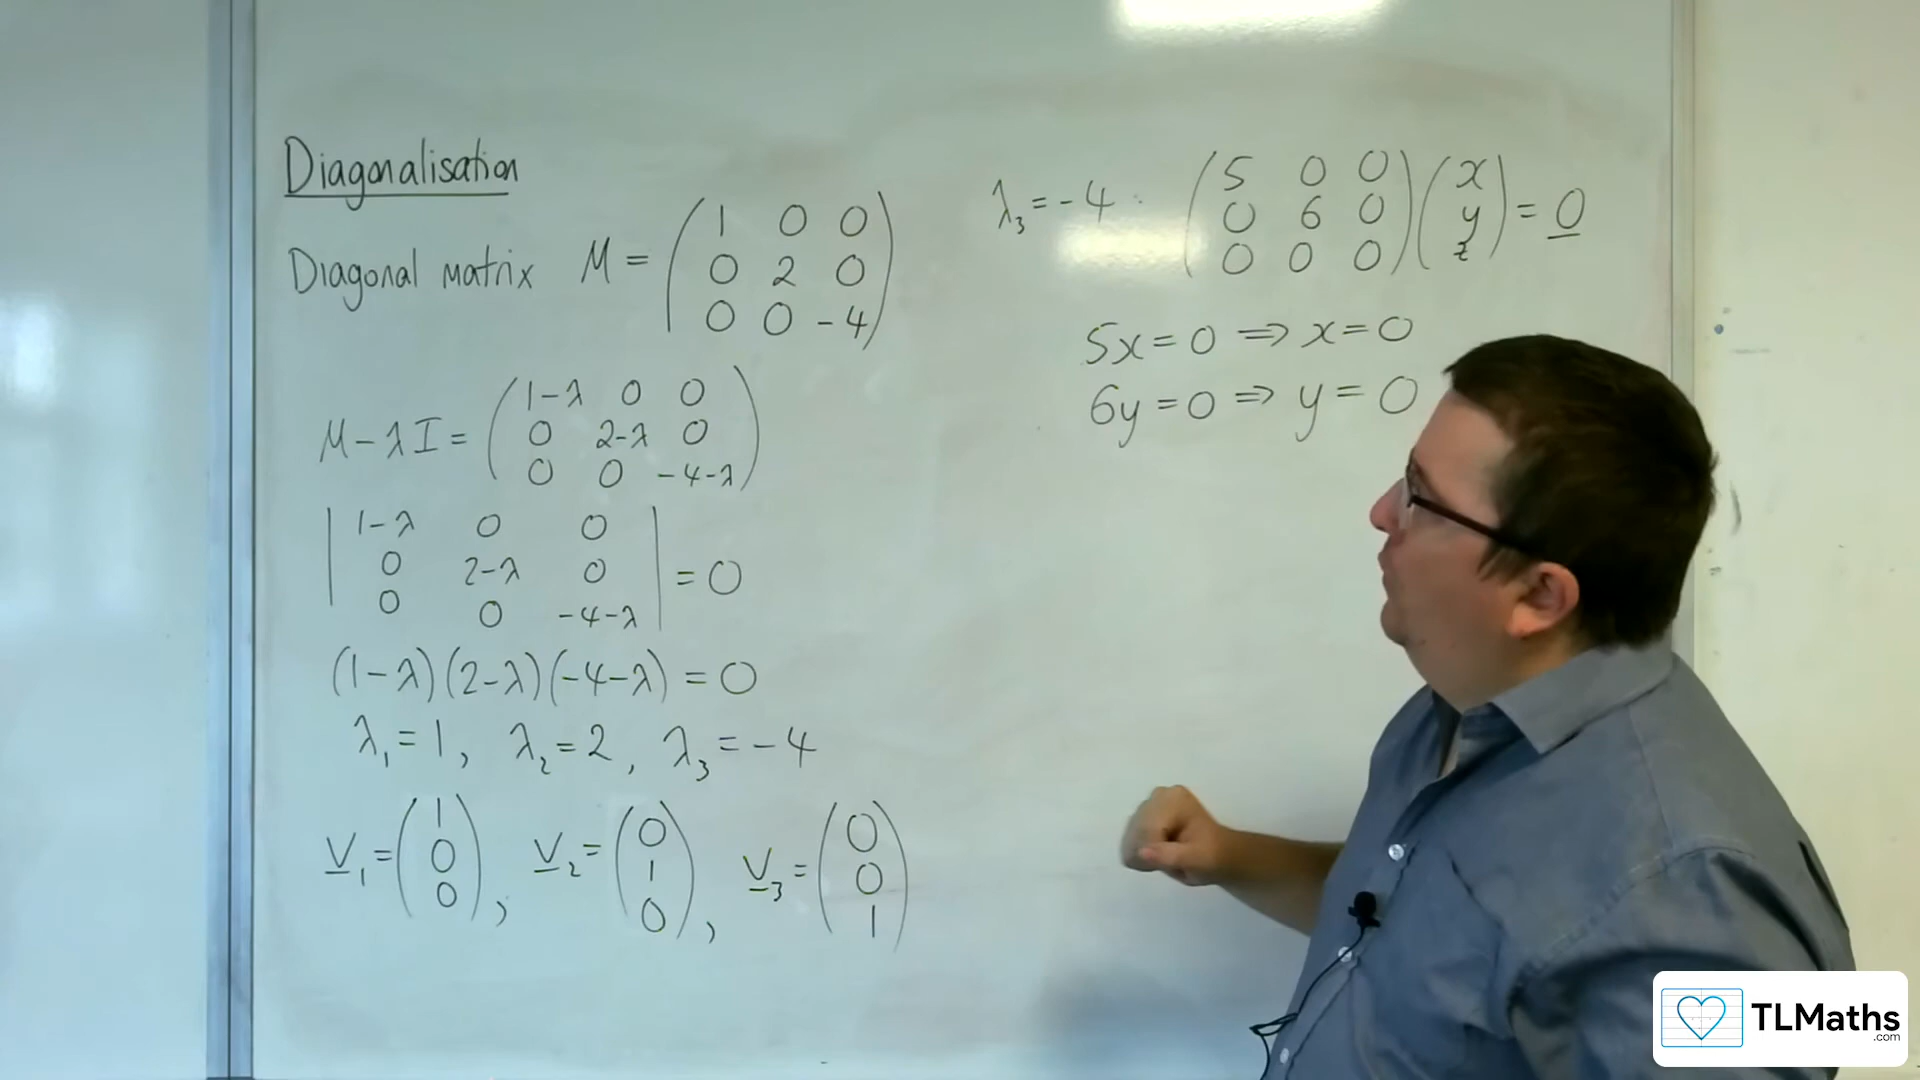 Diagonalisation
Diagonal matrix M = ( 1 0 0
0 2 0
0 0 -4 )
M - λI = ( 1-λ 0 0
0 2-λ 0
0 0 -4-λ )
| 1-λ 0 0
0 2-λ 0
0 0 -4-λ | = 0
(1-λ)(2-λ)(-4-λ) = 0
λ₁ = 1, λ₂ = 2, λ₃ = -4
v₁ = ( 1
0
0 ), v₂ = ( 0
1
0 ), v₃ = ( 0
0
1 )
λ₃ = -4: ( 5 0 0
0 6 0
0 0 0 ) ( x
y
z ) = 0
5x = 0 ⇒ x = 0
6y = 0 ⇒ y = 0
TLMaths
.com